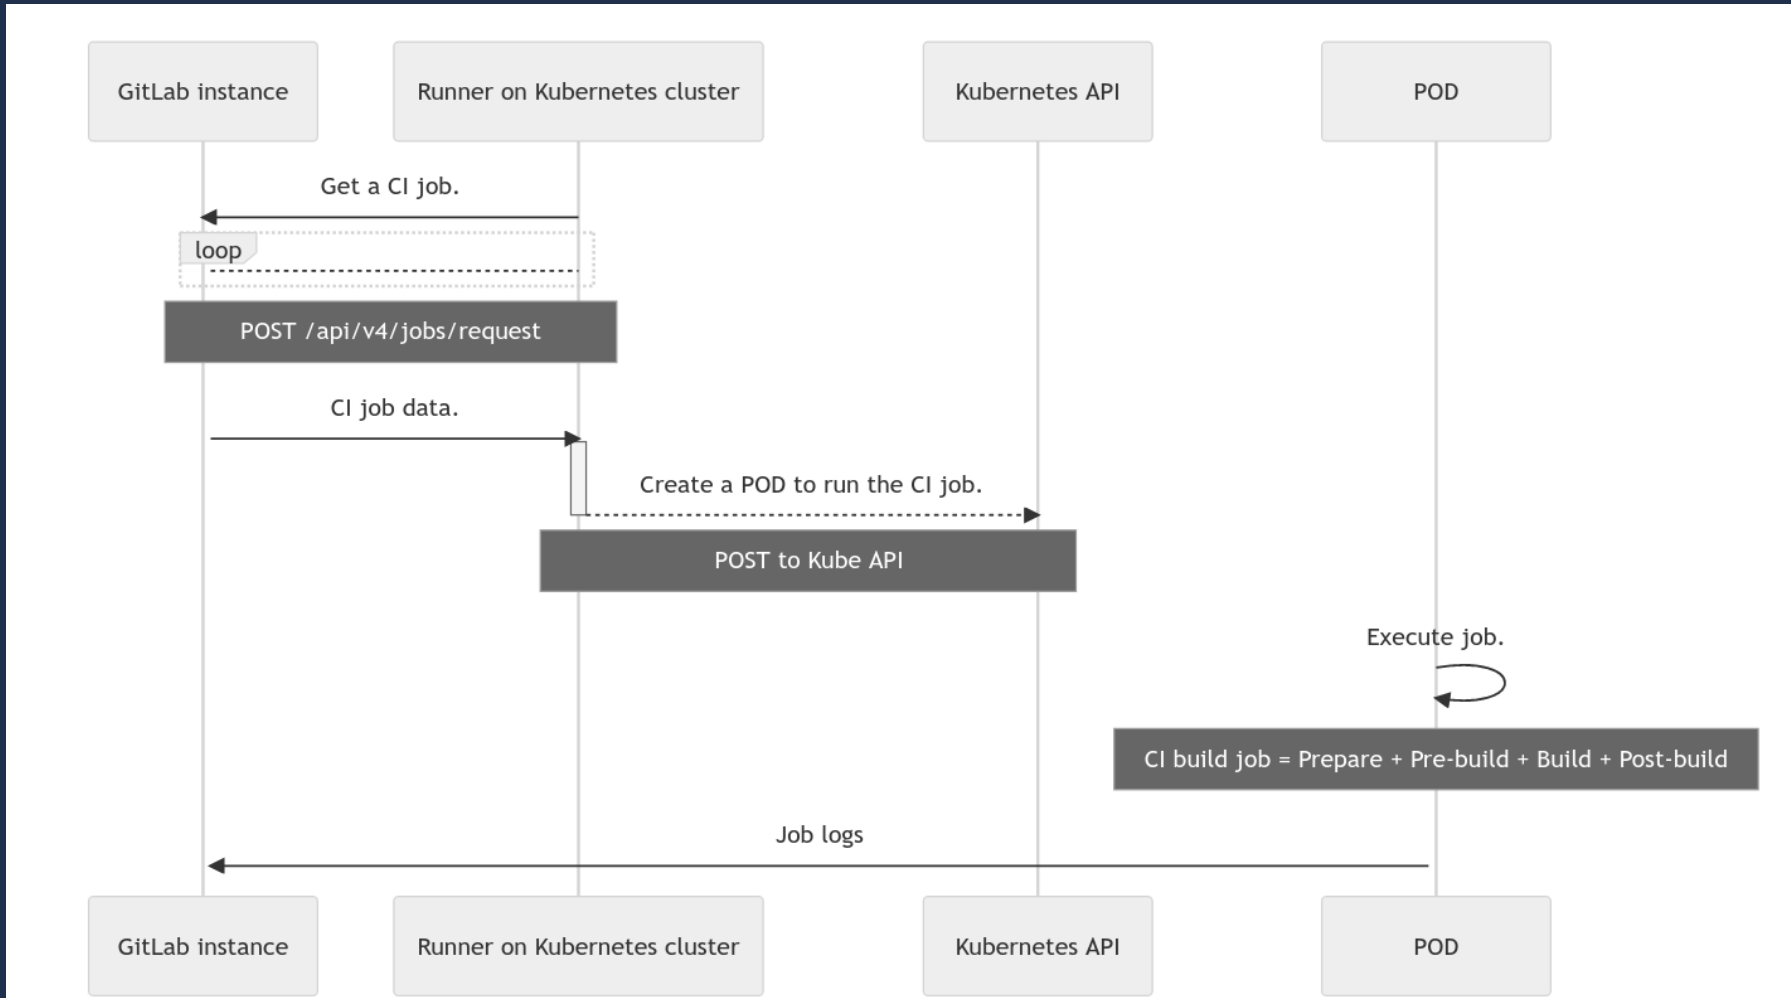 GitLab instance
Runner on Kubernetes cluster
Kubernetes API
POD
Get a CI job.
loop
POST /api/v4/jobs/request
CI job data.
Create a POD to run the CI job.
POST to Kube API
Execute job.
CI build job = Prepare + Pre-build + Build + Post-build
Job logs
GitLab instance
Runner on Kubernetes cluster
Kubernetes API
POD